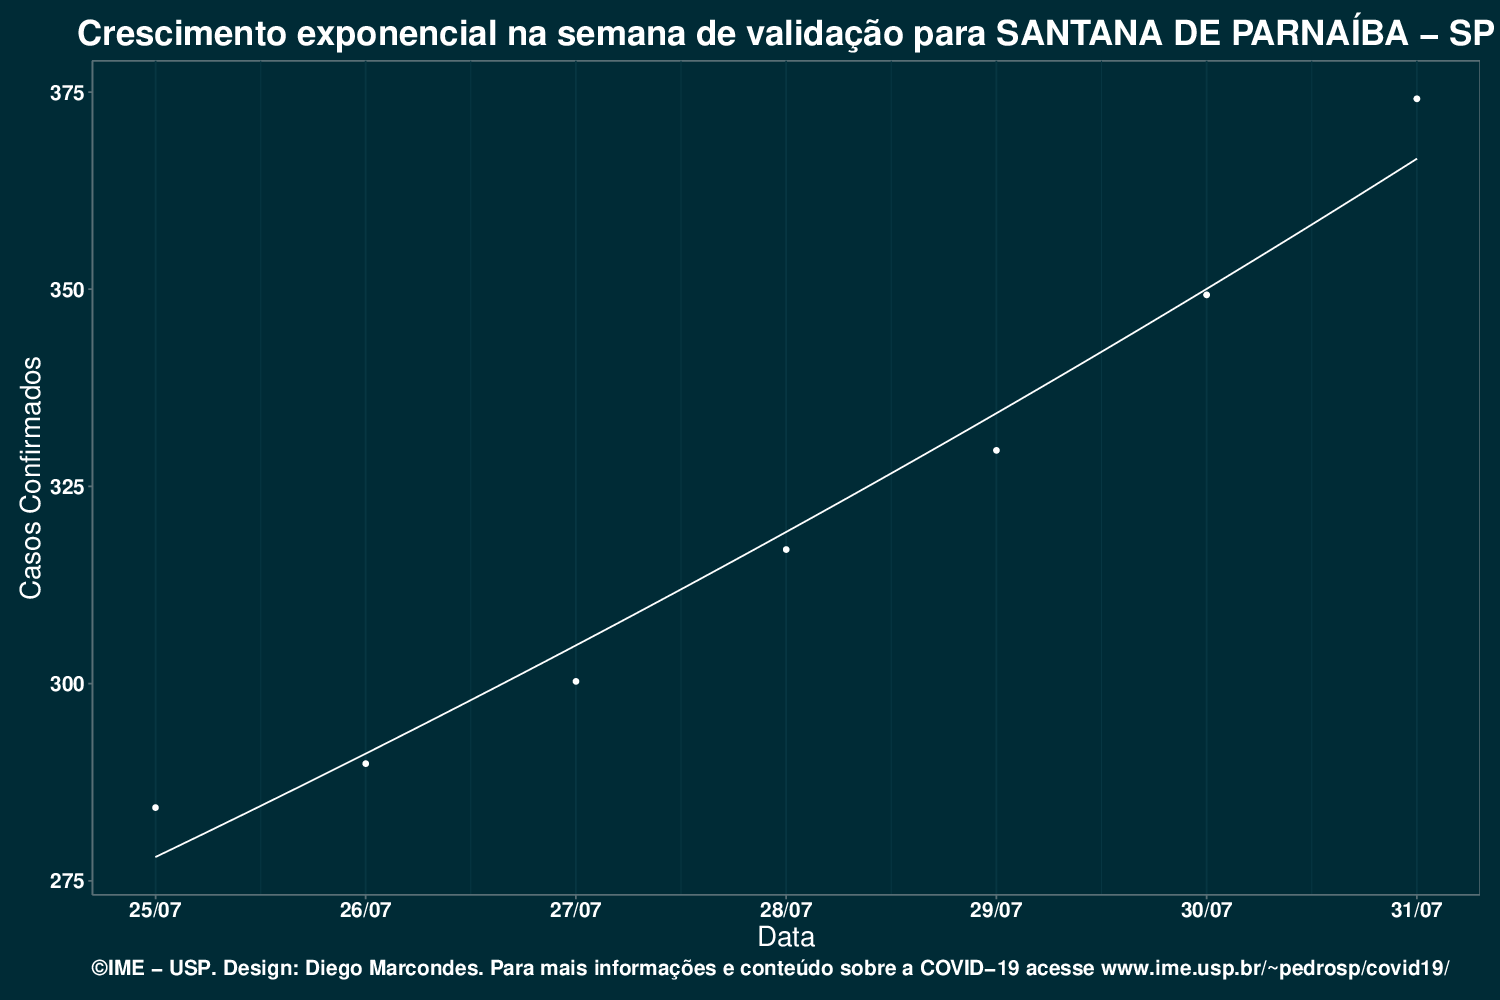 Crescimento exponencial na semana de validação para SANTANA DE PARNAÍBA – SP
375
350
325
300
275
Casos Confirmados
25/07 26/07 27/07 28/07 29/07 30/07 31/07
Data
©IME – USP. Design: Diego Marcondes. Para mais informações e conteúdo sobre a COVID–19 acesse www.ime.usp.br/~pedrosp/covid19/